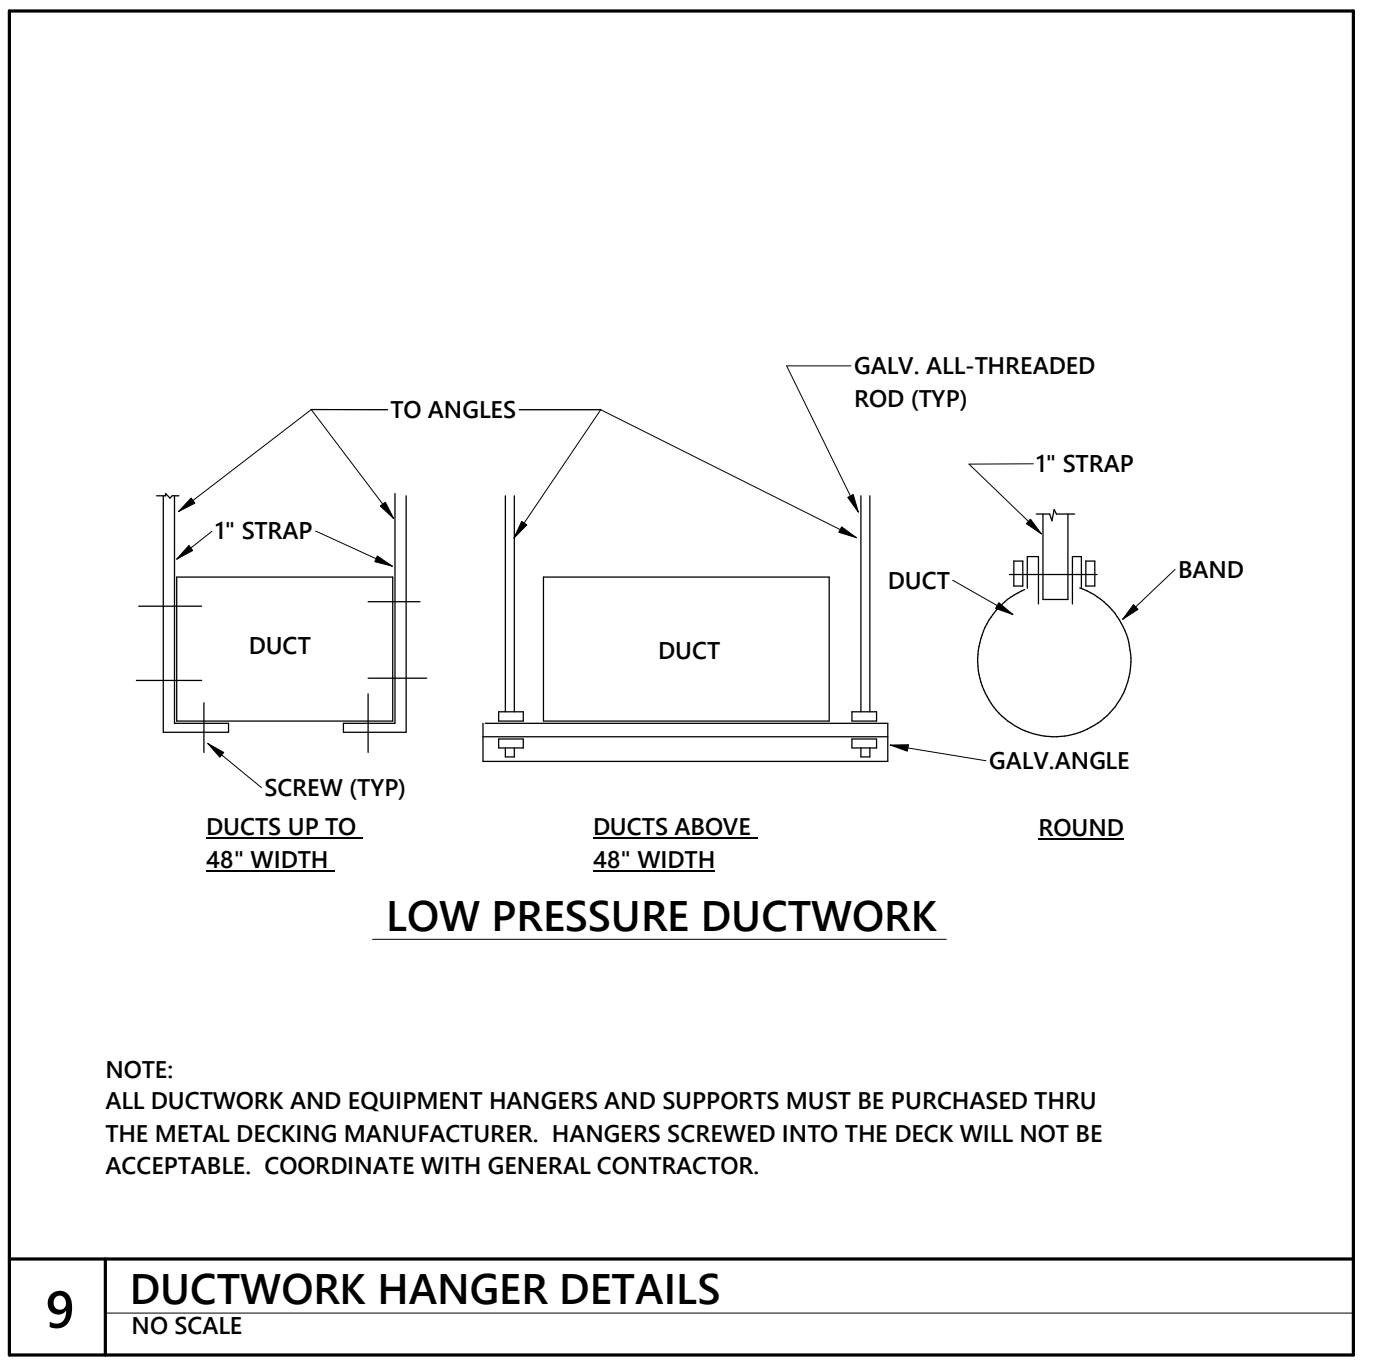 GALV. ALL-THREADED
ROD (TYP)
TO ANGLES
1" STRAP
1" STRAP
DUCT
BAND
DUCT
DUCT
GALV.ANGLE
SCREW (TYP)
DUCTS UP TO
48" WIDTH
DUCTS ABOVE
48" WIDTH
ROUND
LOW PRESSURE DUCTWORK
NOTE:
ALL DUCTWORK AND EQUIPMENT HANGERS AND SUPPORTS MUST BE PURCHASED THRU
THE METAL DECKING MANUFACTURER.  HANGERS SCREWED INTO THE DECK WILL NOT BE
ACCEPTABLE.  COORDINATE WITH GENERAL CONTRACTOR.
9
DUCTWORK HANGER DETAILS
NO SCALE